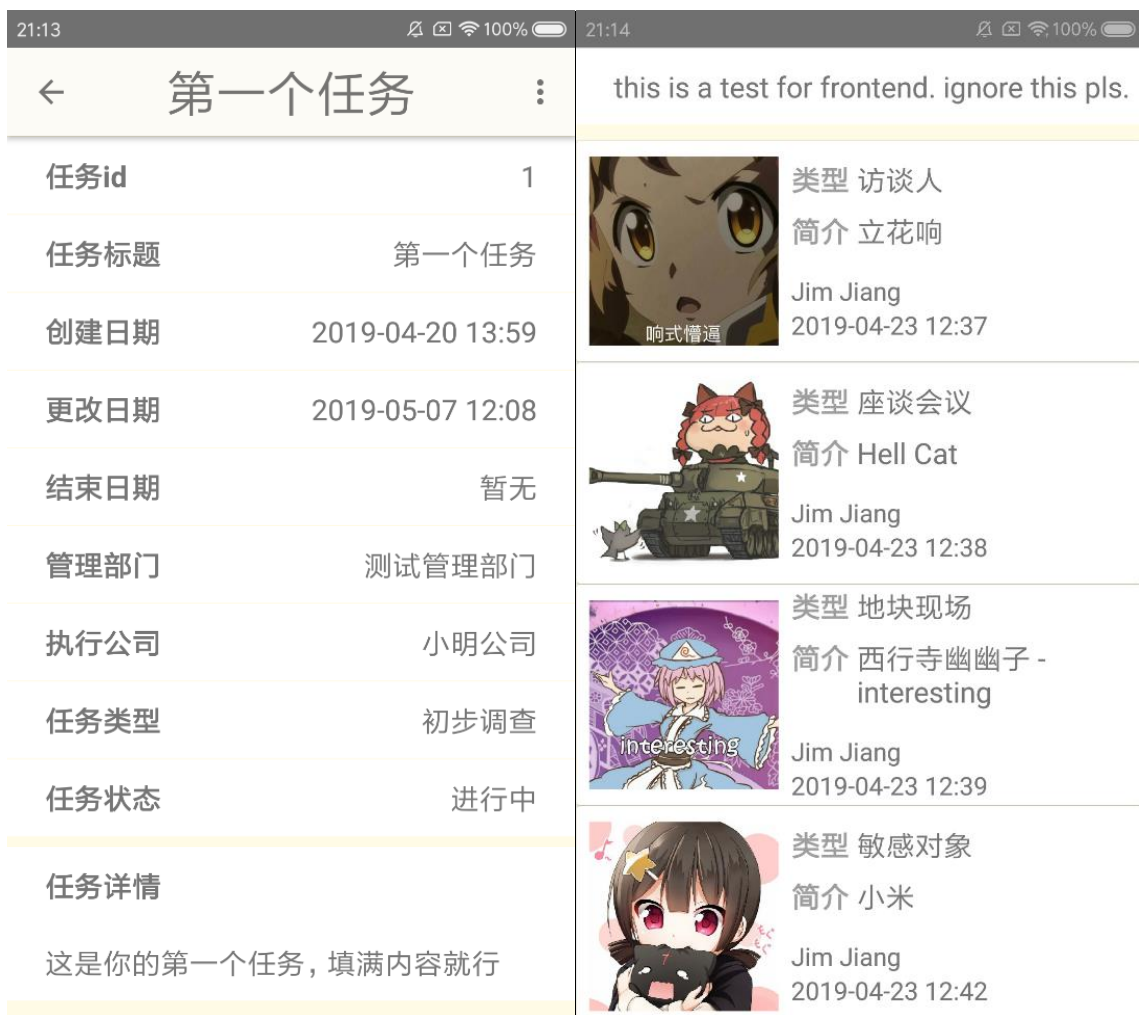 21:13
100%
第一个任务
任务id 1
任务标题 第一个任务
创建日期 2019-04-20 13:59
更改日期 2019-05-07 12:08
结束日期 暂无
管理部门 测试管理部门
执行公司 小明公司
任务类型 初步调查
任务状态 进行中
任务详情
这是你的第一个任务，填满内容就行
21:14
100%
this is a test for frontend. ignore this pls.
响式懵逼
类型 访谈人
简介 立花响
Jim Jiang
2019-04-23 12:37
类型 座谈会议
简介 Hell Cat
Jim Jiang
2019-04-23 12:38
interesting
类型 地块现场
简介 西行寺幽幽子 -
interesting
Jim Jiang
2019-04-23 12:39
类型 敏感对象
简介 小米
Jim Jiang
2019-04-23 12:42